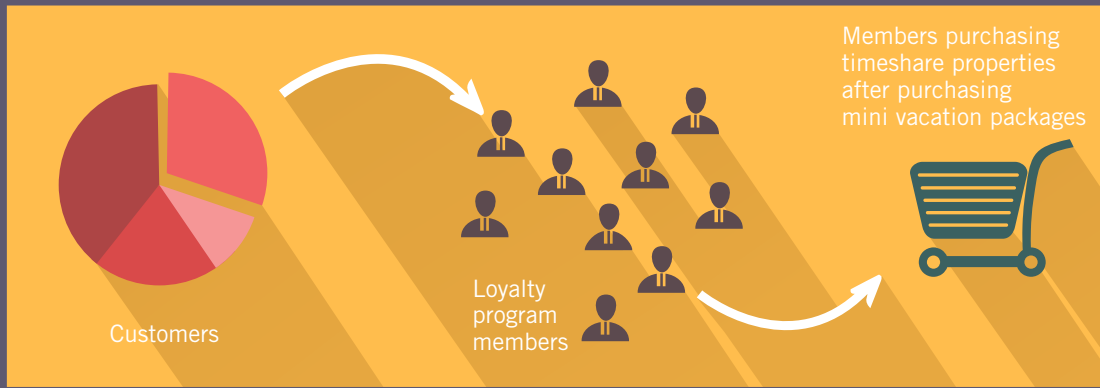 Customers
Loyalty
program
members
Members purchasing
timeshare properties
after purchasing
mini vacation packages